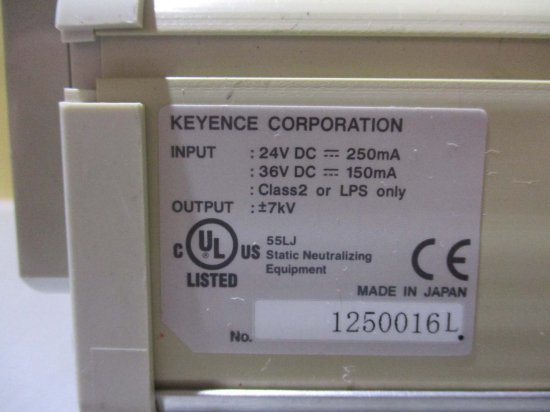 KEYENCE CORPORATION
INPUT : 24V DC ⎓ 250mA
: 36V DC ⎓ 150mA
: Class2 or LPS only
OUTPUT : ±7kV
C UL US
LISTED
55LJ
Static Neutralizing
Equipment
CE
MADE IN JAPAN
No. 1250016L